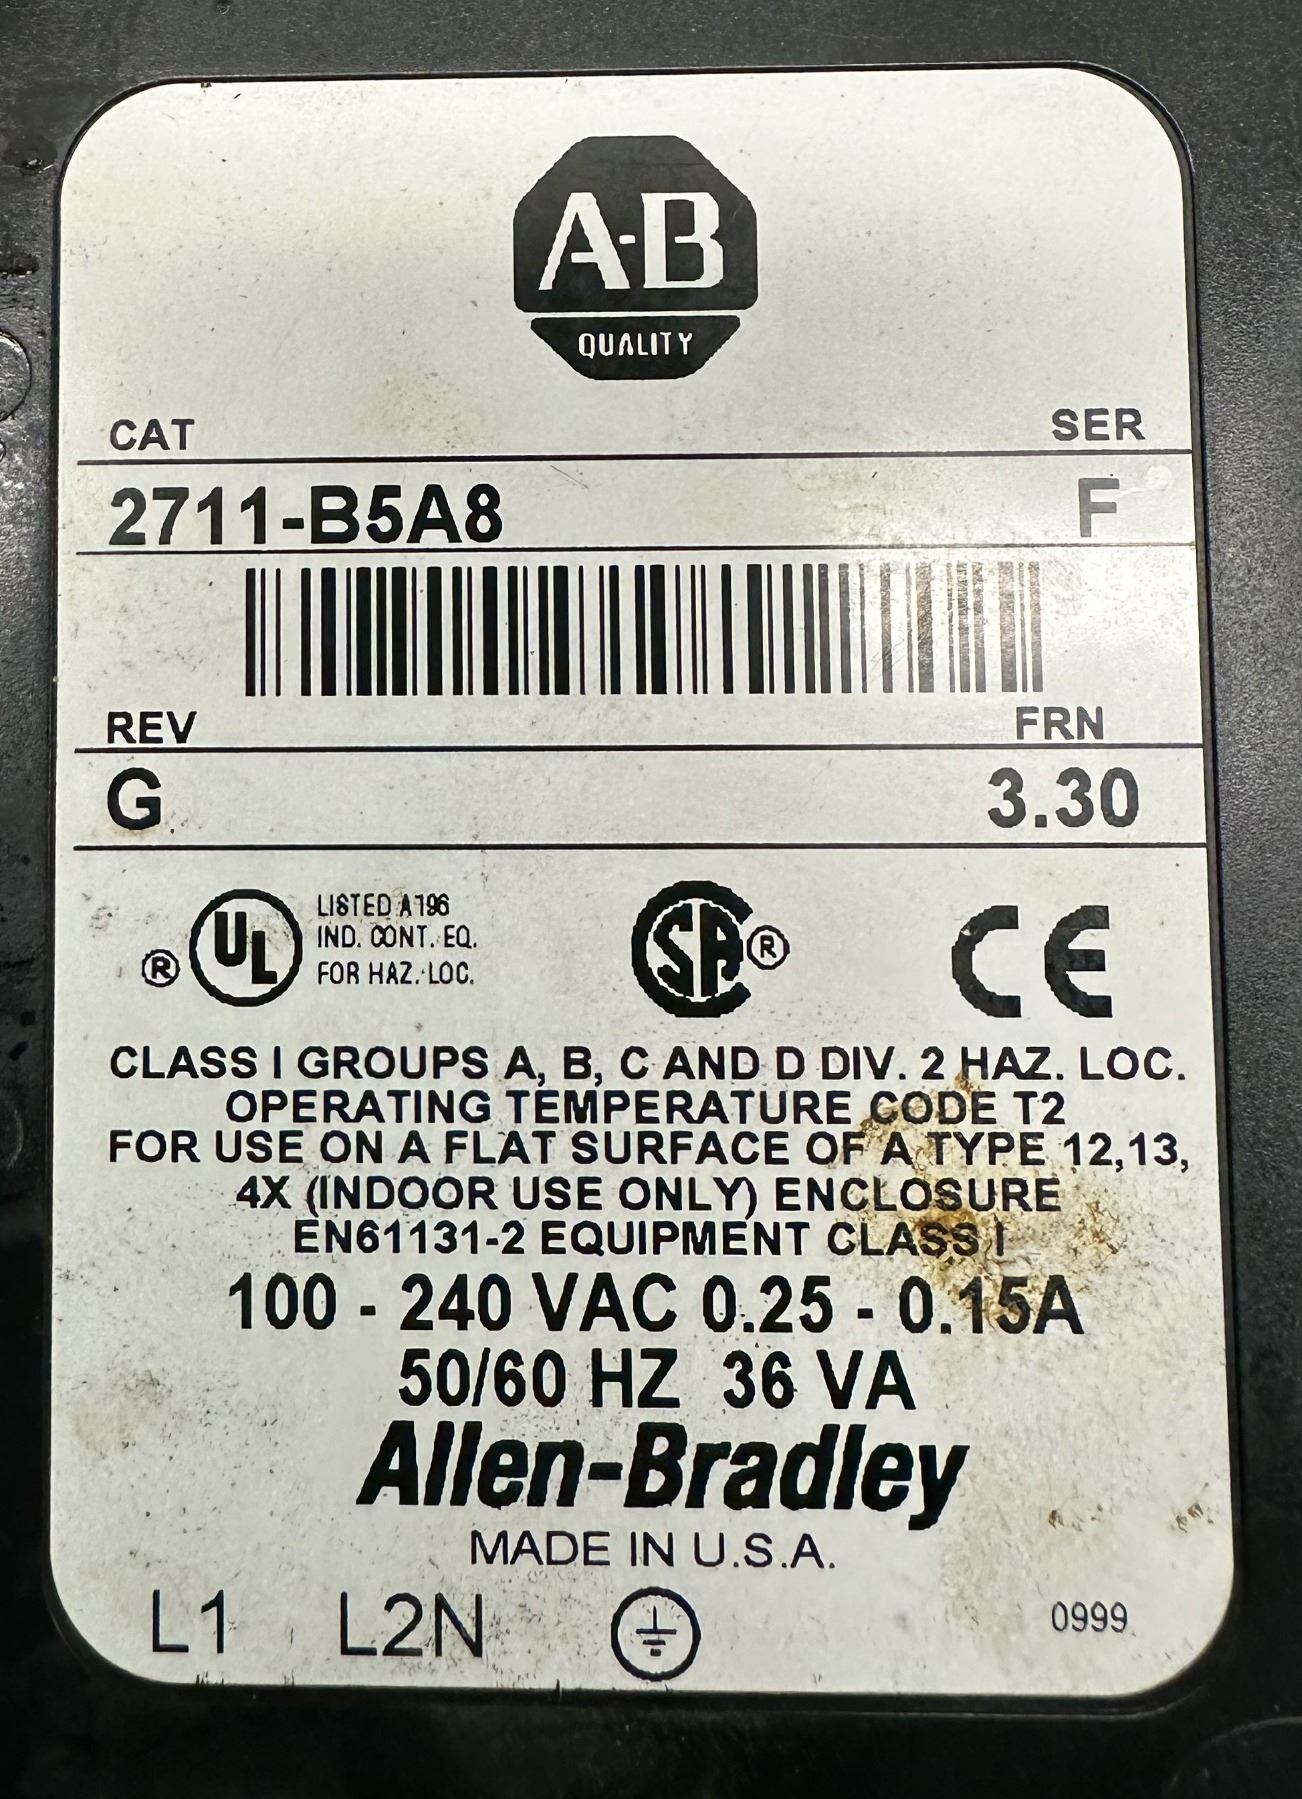 A-B
QUALITY
CAT SER
2711-B5A8 F
REV FRN
G 3.30
® UL LISTED A196
IND. CONT. EQ.
FOR HAZ. LOC.
SA ®
CE
CLASS I GROUPS A, B, C AND D DIV. 2 HAZ. LOC.
OPERATING TEMPERATURE CODE T2
FOR USE ON A FLAT SURFACE OF A TYPE 12,13,
4X (INDOOR USE ONLY) ENCLOSURE
EN61131-2 EQUIPMENT CLASS I
100 - 240 VAC 0.25 - 0.15A
50/60 HZ 36 VA
Allen-Bradley
MADE IN U.S.A.
L1 L2N 0999